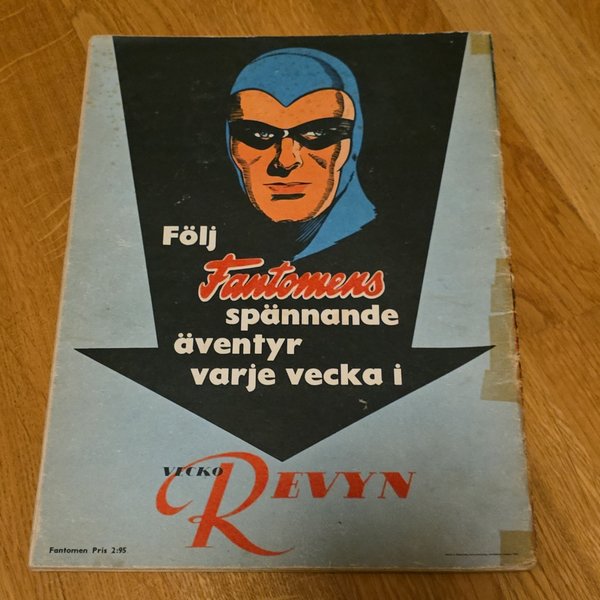 Följ
Fantomens
spännande
äventyr
varje vecka i
VECKO
REVYN
Fantomen Pris 2:95